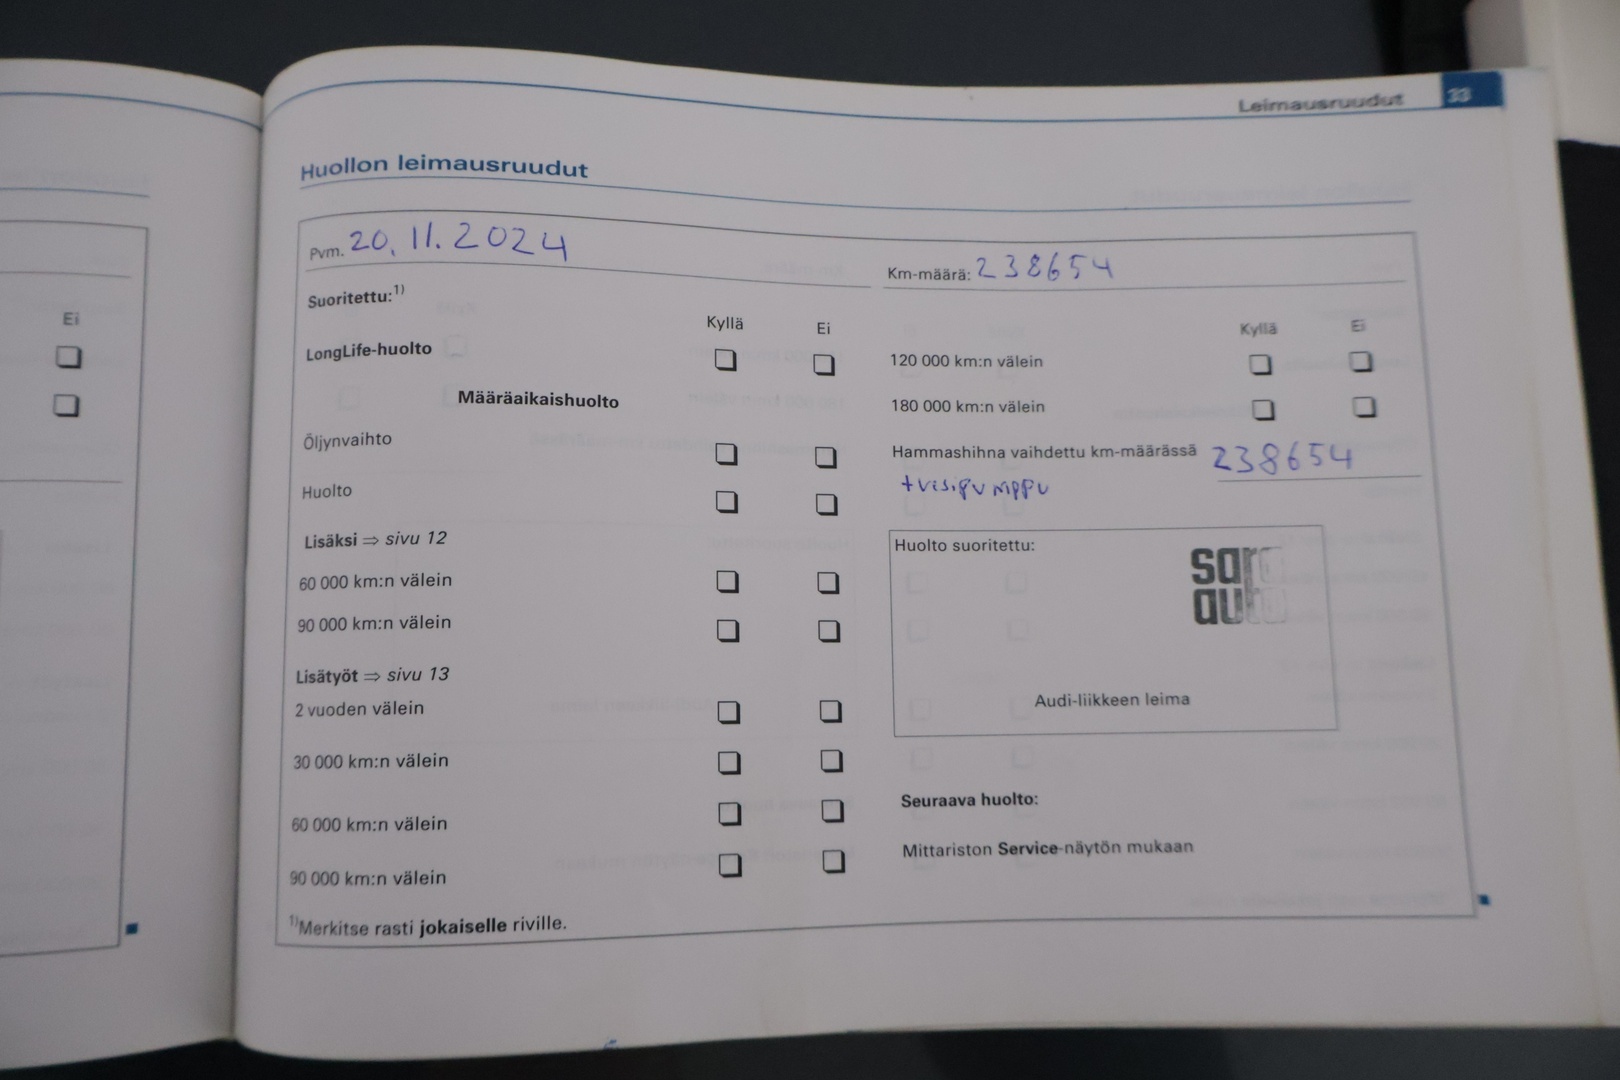 Leimausruudut 33
Huollon leimausruudut
Ei
Pvm. 20.11.2024
Suoritettu:1)
Kyllä Ei
LongLife-huolto
Määräaikaishuolto
Öljynvaihto
Huolto
Lisäksi ⇒ sivu 12
60 000 km:n välein
90 000 km:n välein
Lisätyöt ⇒ sivu 13
2 vuoden välein
30 000 km:n välein
60 000 km:n välein
90 000 km:n välein
1)Merkitse rasti jokaiselle riville.
Km-määrä: 238654
Kyllä Ei
120 000 km:n välein
180 000 km:n välein
Hammashihna vaihdettu km-määrässä 238654
+ vesipumppu
Huolto suoritettu:
Audi-liikkeen leima
Seuraava huolto:
Mittariston Service-näytön mukaan